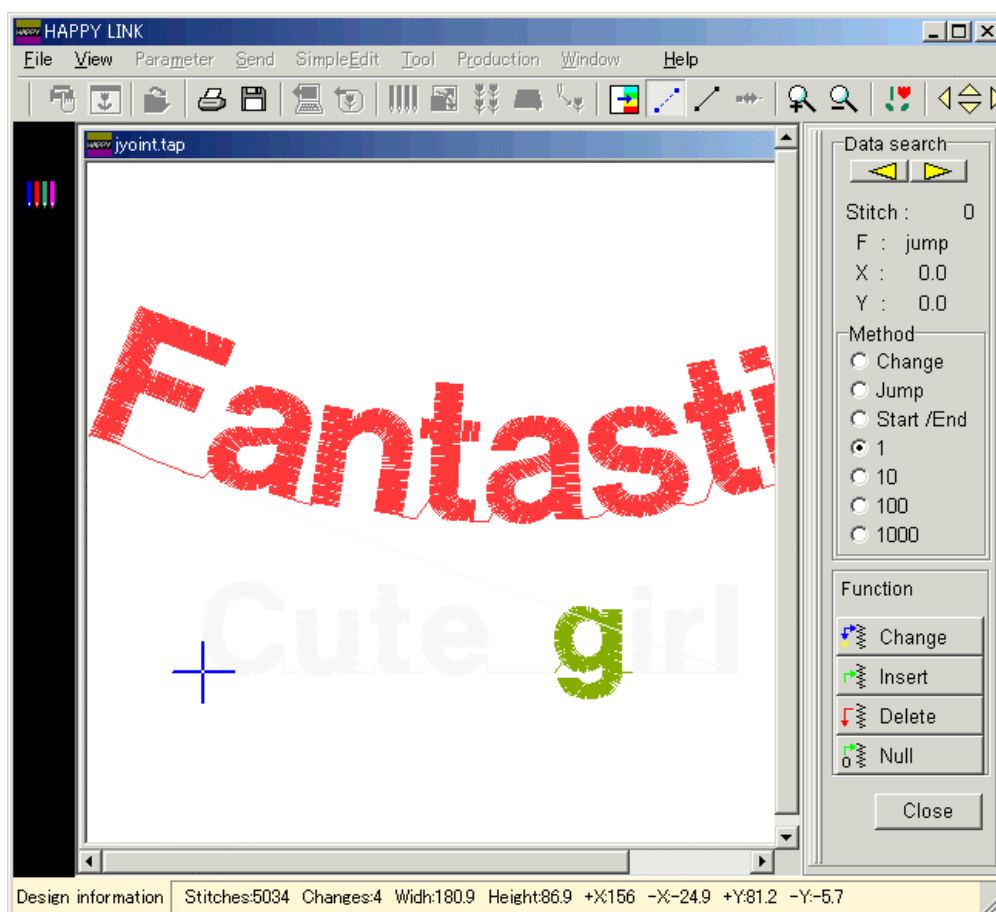 HAPPY HAPPY LINK
File View Parameter Send SimpleEdit Tool Production Window Help
HAPPY jyoint.tap
Fantasti
Cute girl
Data search
Stitch : 0
F : jump
X : 0.0
Y : 0.0
Method
Change
Jump
Start /End
1
10
100
1000
Function
Change
Insert
Delete
0 Null
Close
Design information Stitches:5034 Changes:4 Widh:180.9 Height:86.9 +X:156 -X:-24.9 +Y:81.2 -Y:-5.7